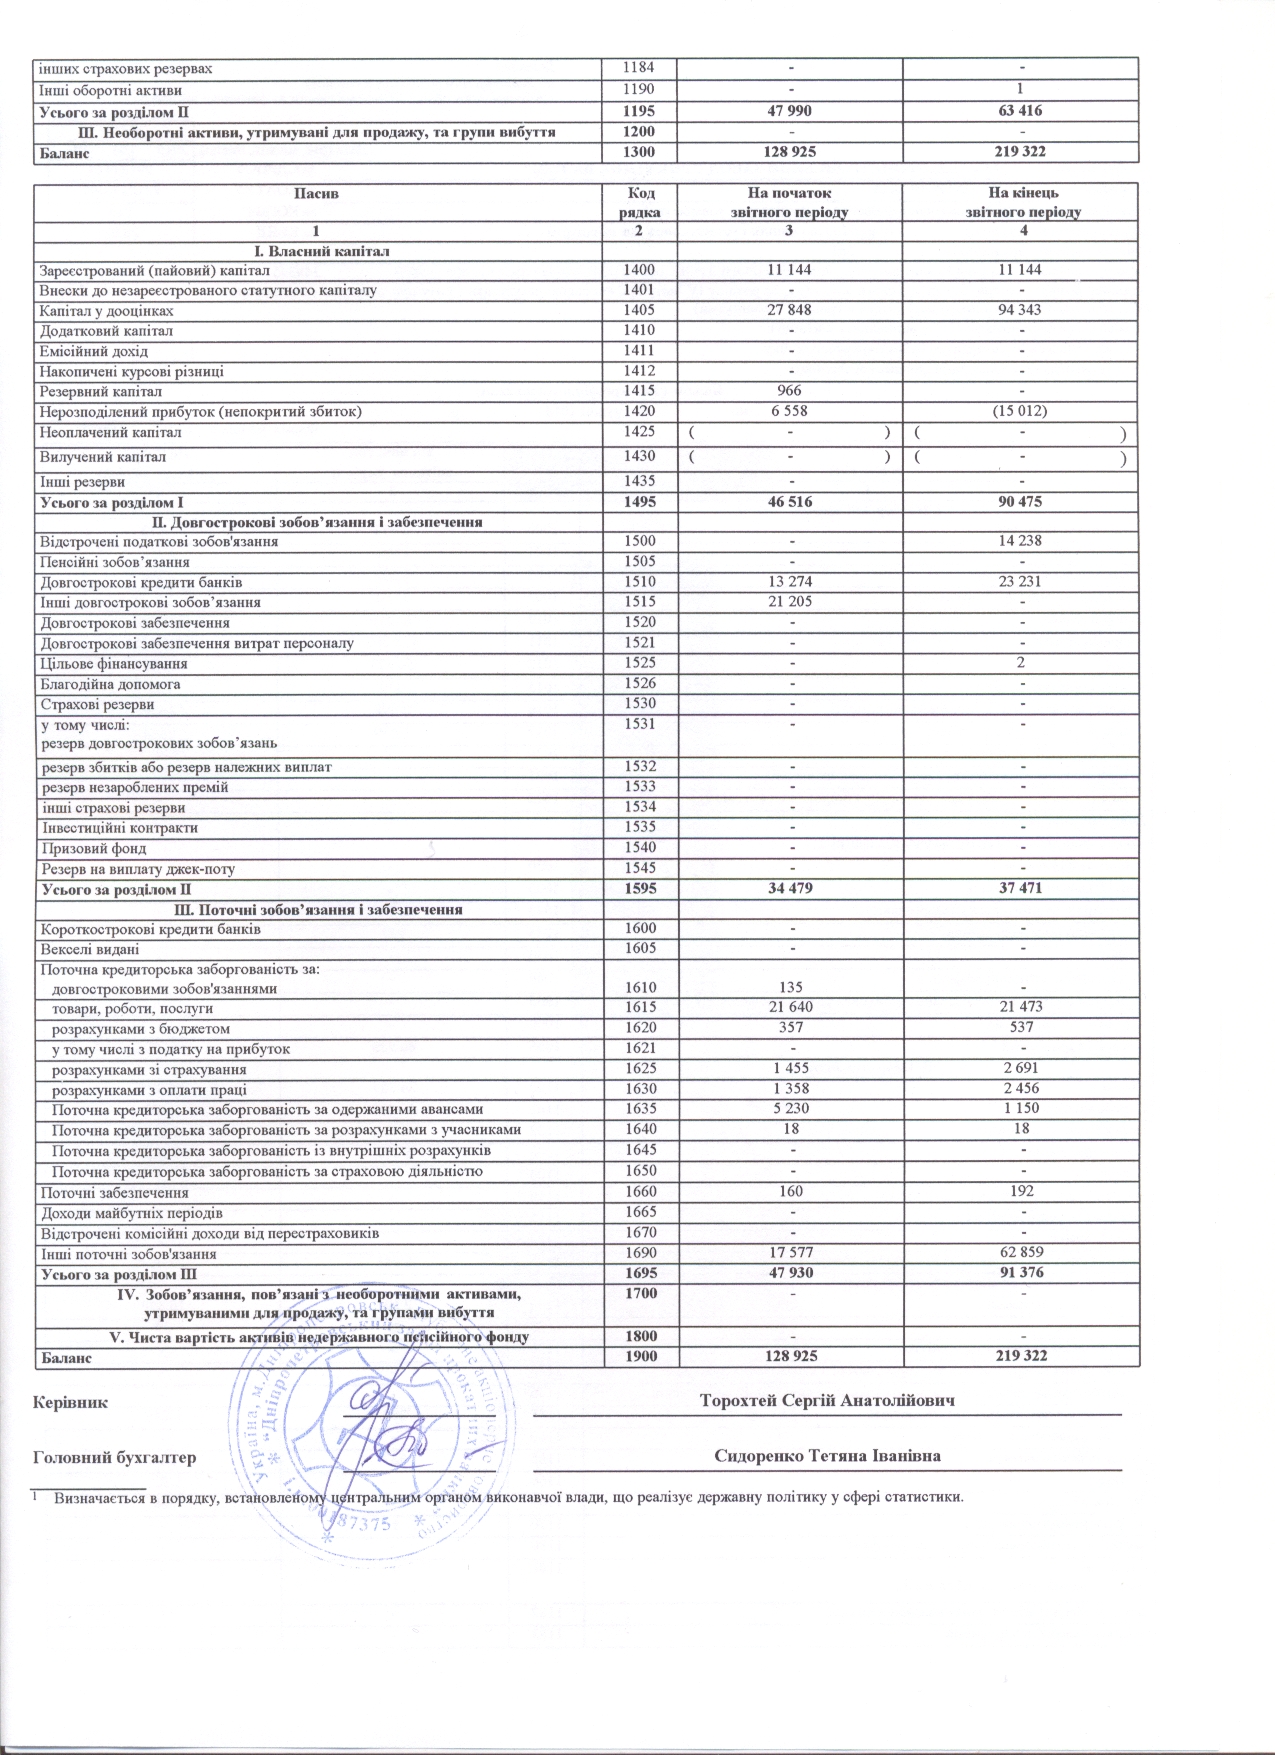 інших страхових резервах 1184 - -
Інші оборотні активи 1190 - 1
Усього за розділом II 1195 47 990 63 416
III. Необоротні активи, утримувані для продажу, та групи вибуття 1200 - -
Баланс 1300 128 925 219 322
Пасив Код рядка На початок звітного періоду На кінець звітного періоду
1 2 3 4
I. Власний капітал
Зареєстрований (пайовий) капітал 1400 11 144 11 144
Внески до незареєстрованого статутного капіталу 1401 - -
Капітал у дооцінках 1405 27 848 94 343
Додатковий капітал 1410 - -
Емісійний дохід 1411 - -
Накопичені курсові різниці 1412 - -
Резервний капітал 1415 966 -
Нерозподілений прибуток (непокритий збиток) 1420 6 558 (15 012)
Неоплачений капітал 1425 ( - ) ( - )
Вилучений капітал 1430 ( - ) ( - )
Інші резерви 1435 - -
Усього за розділом I 1495 46 516 90 475
II. Довгострокові зобов’язання і забезпечення
Відстрочені податкові зобов'язання 1500 - 14 238
Пенсійні зобов’язання 1505 - -
Довгострокові кредити банків 1510 13 274 23 231
Інші довгострокові зобов’язання 1515 21 205 -
Довгострокові забезпечення 1520 - -
Довгострокові забезпечення витрат персоналу 1521 - -
Цільове фінансування 1525 - 2
Благодійна допомога 1526 - -
Страхові резерви 1530 - -
у тому числі: 1531 - -
резерв довгострокових зобов’язань
резерв збитків або резерв належних виплат 1532 - -
резерв незароблених премій 1533 - -
інші страхові резерви 1534 - -
Інвестиційні контракти 1535 - -
Призовий фонд 1540 - -
Резерв на виплату джек-поту 1545 - -
Усього за розділом II 1595 34 479 37 471
III. Поточні зобов’язання і забезпечення
Короткострокові кредити банків 1600 - -
Векселі видані 1605 - -
Поточна кредиторська заборгованість за:
довгостроковими зобов'язаннями 1610 135 -
товари, роботи, послуги 1615 21 640 21 473
розрахунками з бюджетом 1620 357 537
у тому числі з податку на прибуток 1621 - -
розрахунками зі страхування 1625 1 455 2 691
розрахунками з оплати праці 1630 1 358 2 456
Поточна кредиторська заборгованість за одержаними авансами 1635 5 230 1 150
Поточна кредиторська заборгованість за розрахунками з учасниками 1640 18 18
Поточна кредиторська заборгованість із внутрішніх розрахунків 1645 - -
Поточна кредиторська заборгованість за страховою діяльністю 1650 - -
Поточні забезпечення 1660 160 192
Доходи майбутніх періодів 1665 - -
Відстрочені комісійні доходи від перестраховиків 1670 - -
Інші поточні зобов'язання 1690 17 577 62 859
Усього за розділом III 1695 47 930 91 376
IV. Зобов’язання, пов’язані з необоротними активами, 1700 - -
утримуваними для продажу, та групами вибуття
V. Чиста вартість активів недержавного пенсійного фонду 1800 - -
Баланс 1900 128 925 219 322
Керівник Торохтей Сергій Анатолійович
Головний бухгалтер Сидоренко Тетяна Іванівна
1 Визначається в порядку, встановленому центральним органом виконавчої влади, що реалізує державну політику у сфері статистики.
Україна, м. Дніпропетровськ
"Дніпропетровський завод прокатних валків"